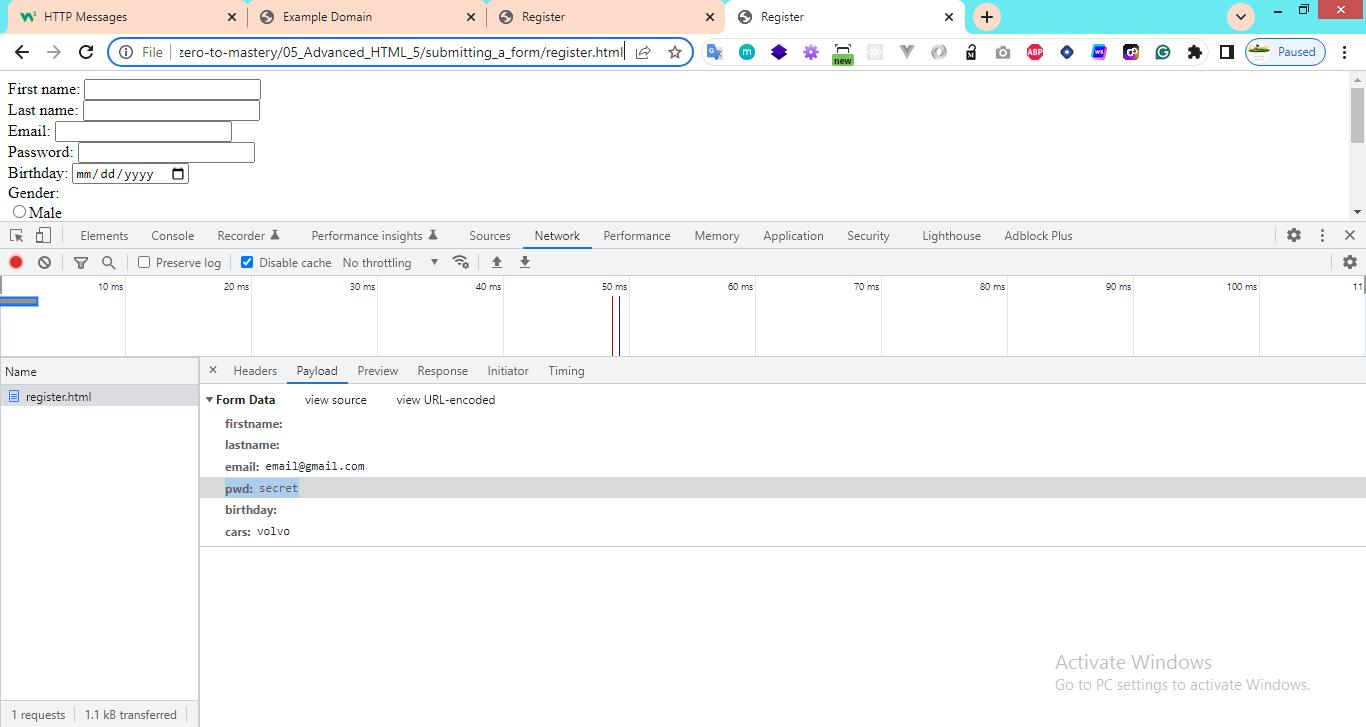 HTTP Messages
Example Domain
Register
Register
File zero-to-mastery/05_Advanced_HTML_5/submitting_a_form/register.html
m new ABP WS G Paused
First name:
Last name:
Email:
Password:
Birthday: mm/dd/yyyy
Gender:
Male
Elements Console Recorder Performance insights Sources Network Performance Memory Application Security Lighthouse Adblock Plus
Preserve log Disable cache No throttling
10 ms 20 ms 30 ms 40 ms 50 ms 60 ms 70 ms 80 ms 90 ms 100 ms 11
Name
Headers Payload Preview Response Initiator Timing
register.html
Form Data view source view URL-encoded
firstname:
lastname:
email: email@gmail.com
pwd: secret
birthday:
cars: volvo
Activate Windows
Go to PC settings to activate Windows.
1 requests 1.1 kB transferred